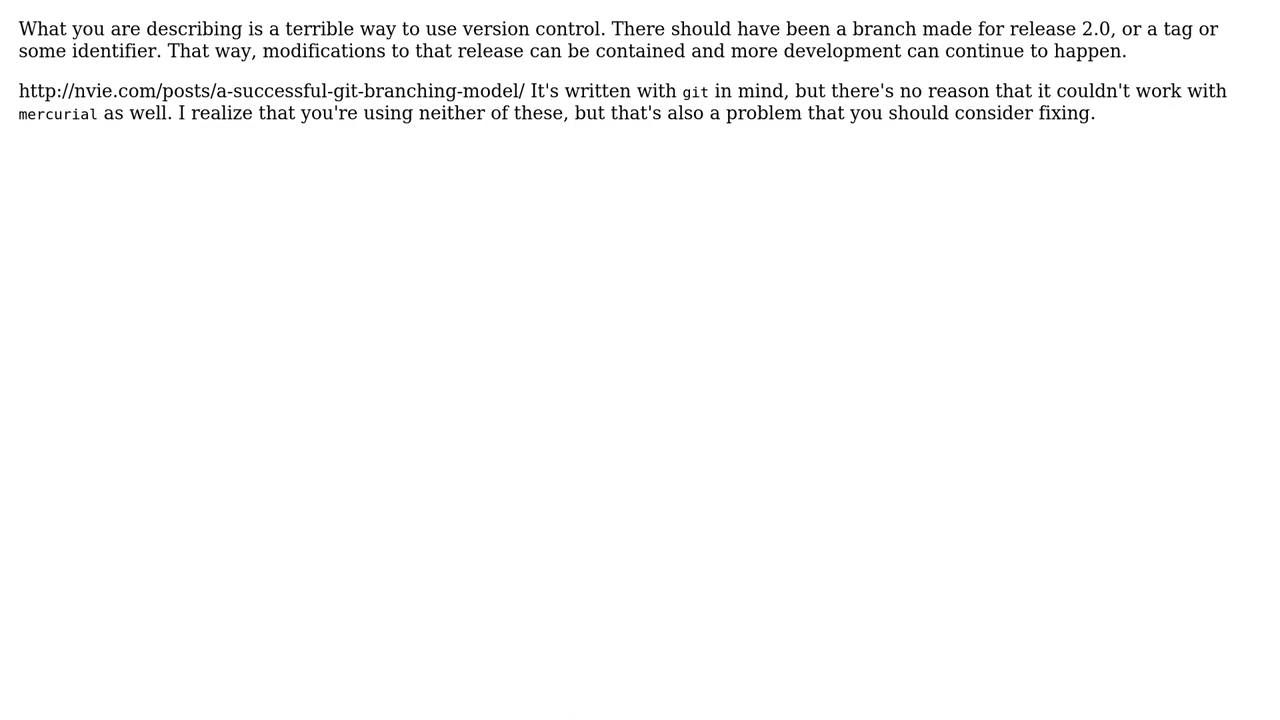 What you are describing is a terrible way to use version control. There should have been a branch made for release 2.0, or a tag or
some identifier. That way, modifications to that release can be contained and more development can continue to happen.
http://nvie.com/posts/a-successful-git-branching-model/ It's written with git in mind, but there's no reason that it couldn't work with
mercurial as well. I realize that you're using neither of these, but that's also a problem that you should consider fixing.